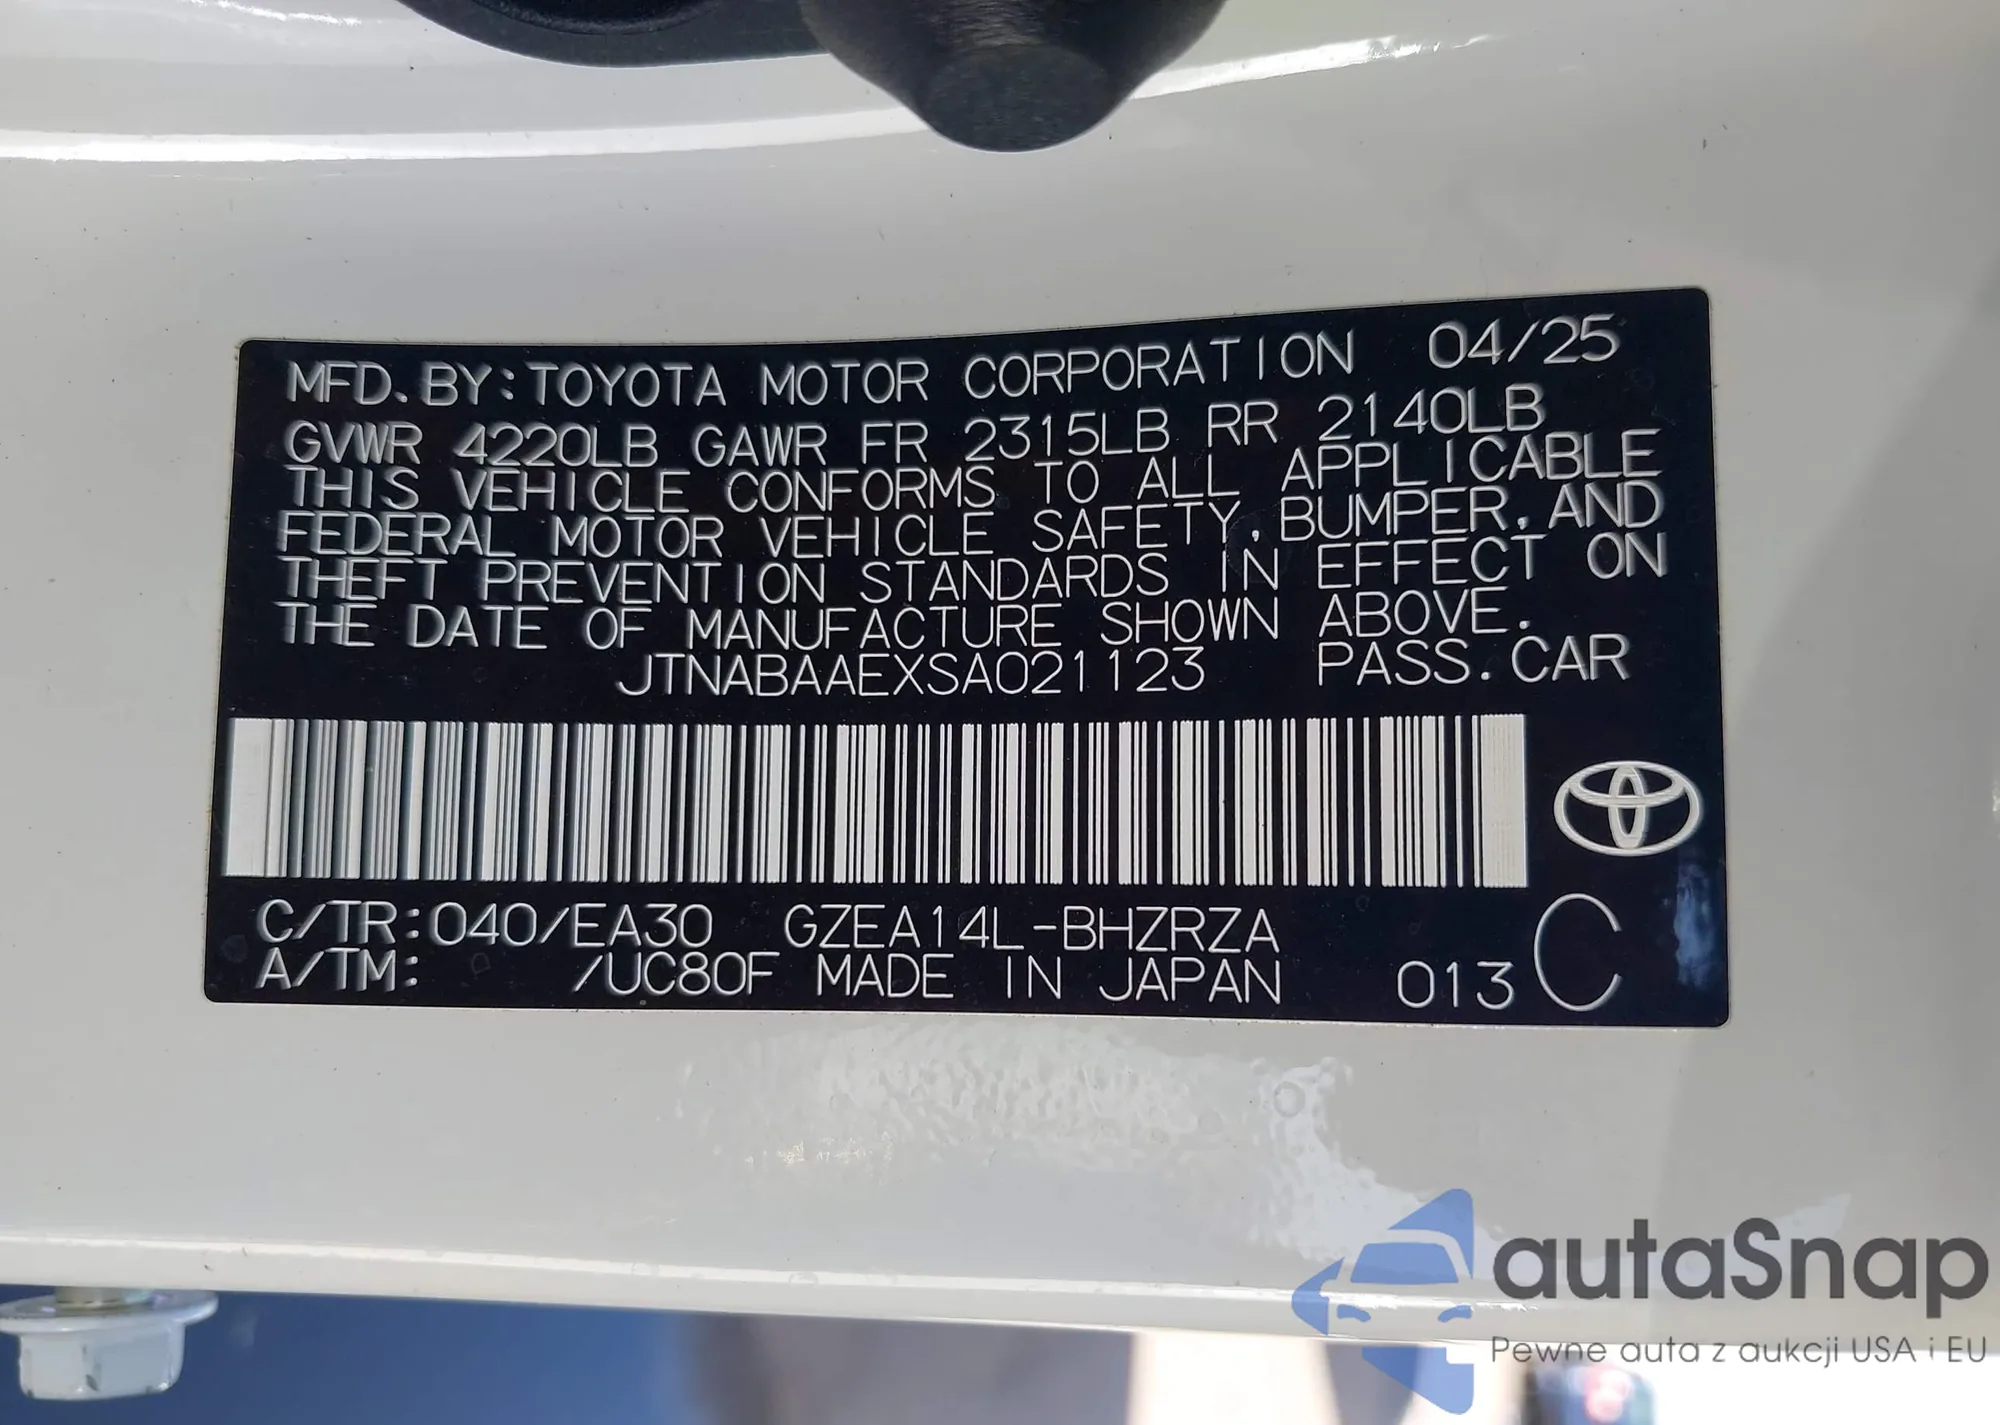 MFD. BY: TOYOTA MOTOR CORPORATION 04/25
GVWR 4220LB GAWR FR 2315LB RR 2140LB
THIS VEHICLE CONFORMS TO ALL APPLICABLE
FEDERAL MOTOR VEHICLE SAFETY, BUMPER, AND
THEFT PREVENTION STANDARDS IN EFFECT ON
THE DATE OF MANUFACTURE SHOWN ABOVE.
JTNABAAEXSA021123 PASS. CAR
C/TR: 040/EA30 GZEA14L-BHZRZA
A/TM: /UC80F MADE IN JAPAN 013 C
autaSnap
Pewne auta z aukcji USA i EU